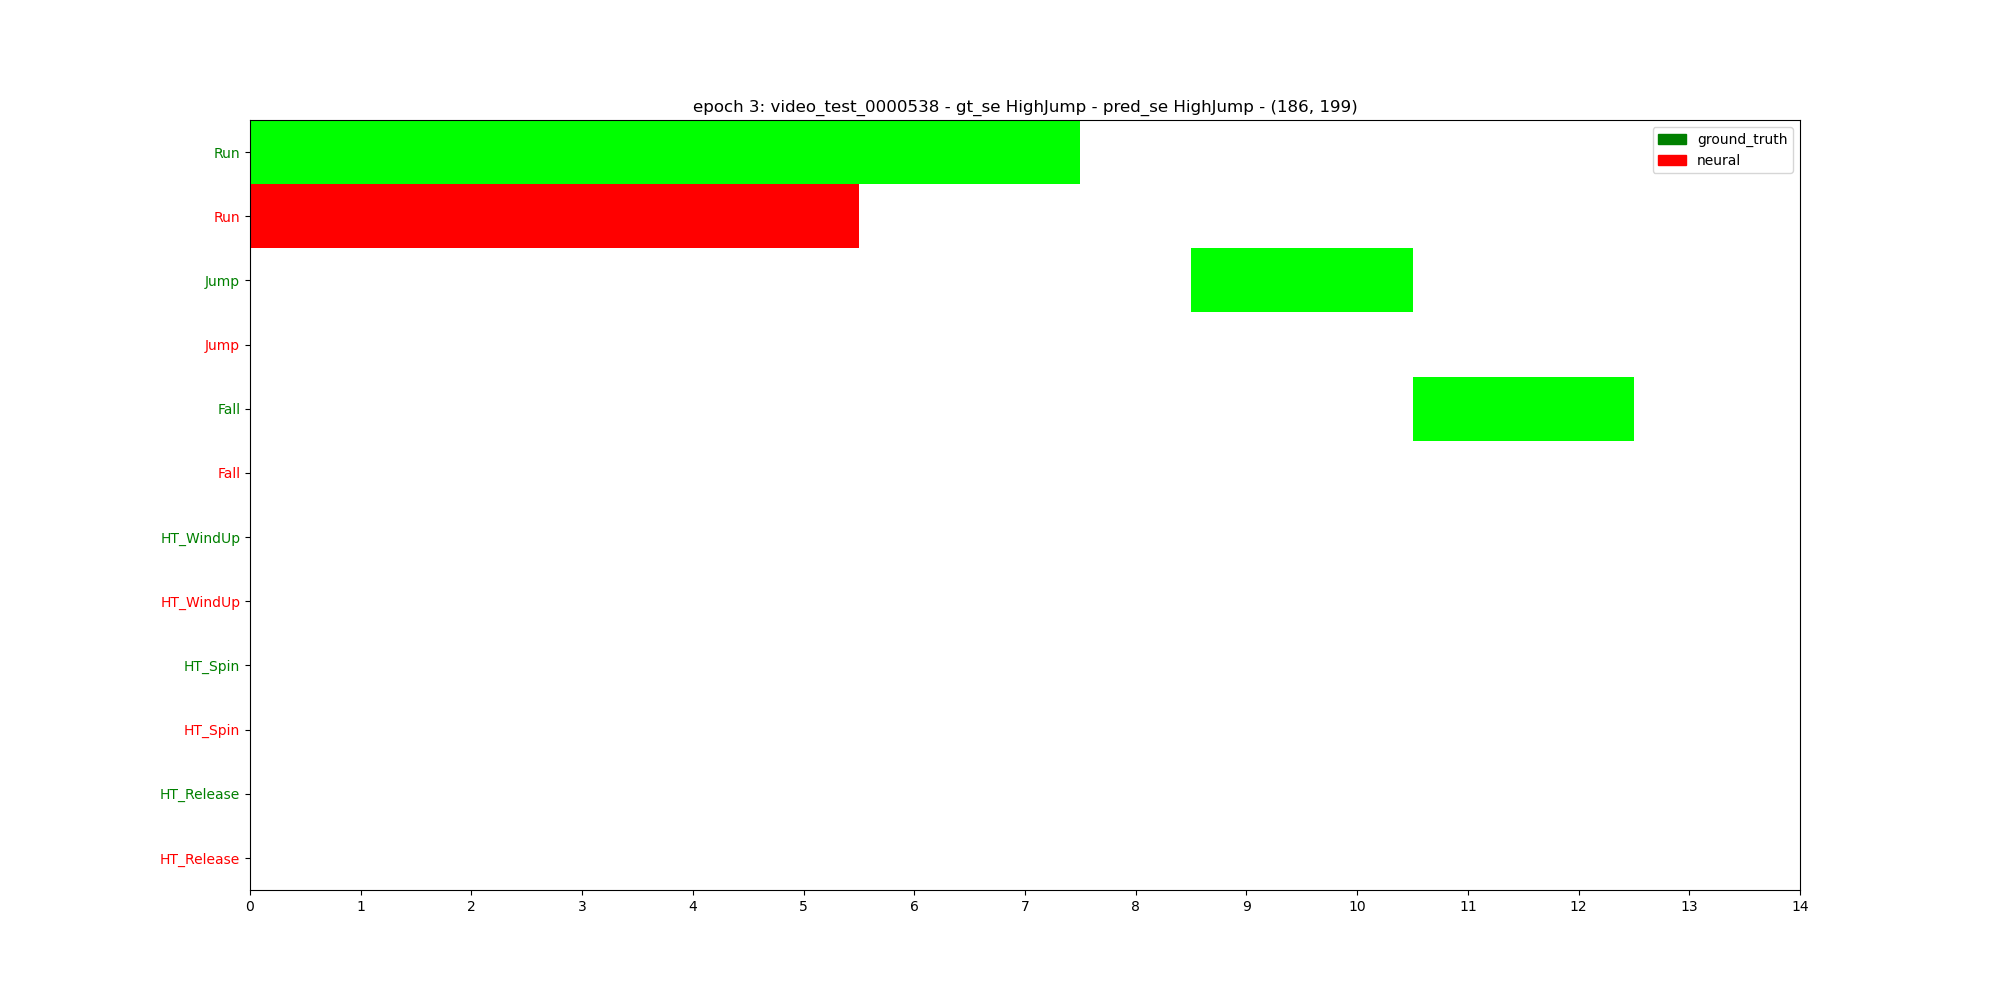 epoch 3: video_test_0000538 - gt_se HighJump - pred_se HighJump - (186, 199)
ground_truth
neural
Run
Run
Jump
Jump
Fall
Fall
HT_WindUp
HT_WindUp
HT_Spin
HT_Spin
HT_Release
HT_Release
0 1 2 3 4 5 6 7 8 9 10 11 12 13 14